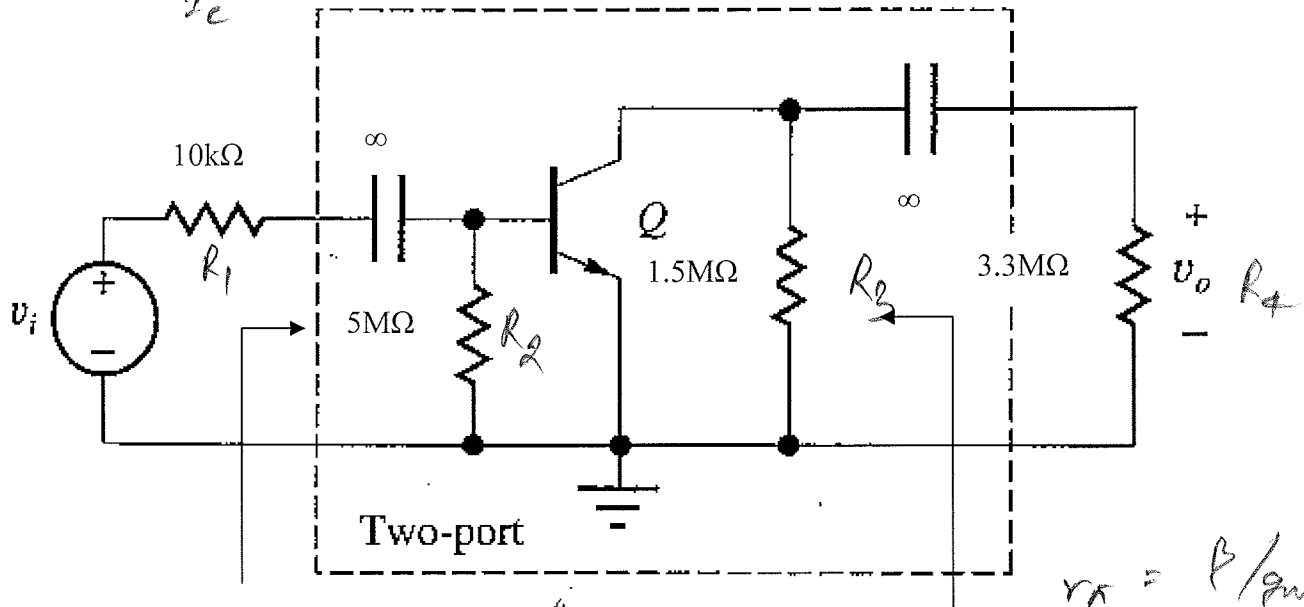 ∞
10kΩ
R1
v_i
+
−
5MΩ
R2
Q
1.5MΩ
R3
∞
3.3MΩ
+
v_o
−
R4
Two-port
rπ = β/gm